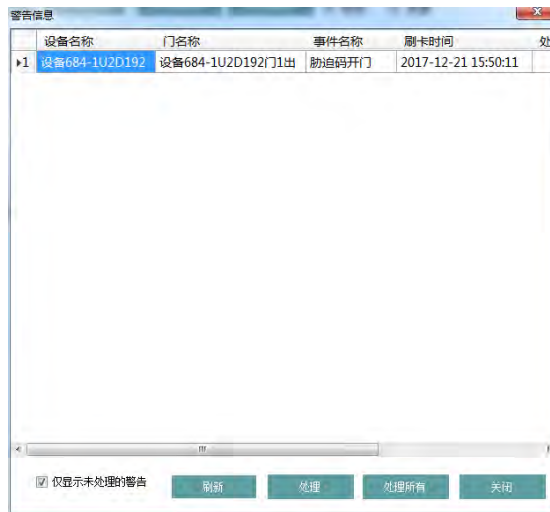 警告信息
设备名称 门名称 事件名称 刷卡时间 处
1 设备684-1U2D192 设备684-1U2D192门1出 胁迫码开门 2017-12-21 15:50:11
仅显示未处理的警告 刷新 处理 处理所有 关闭